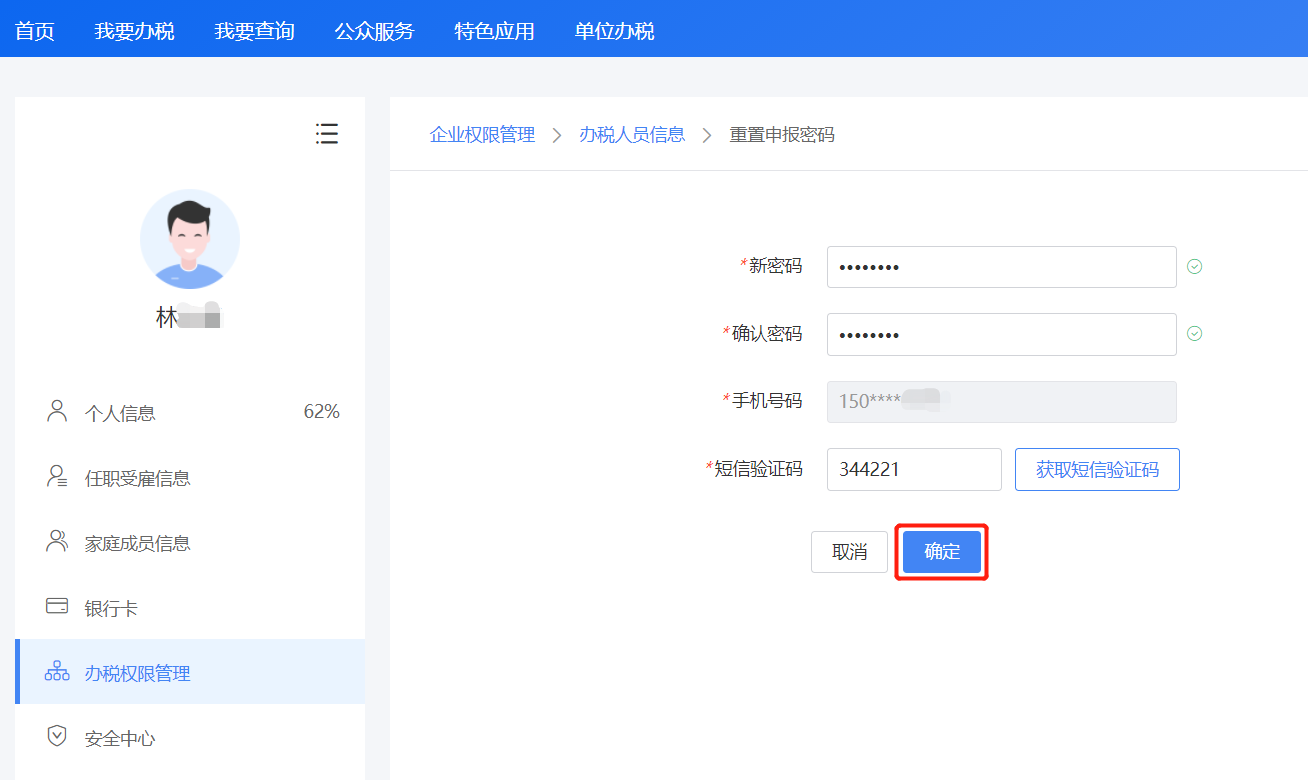 首页 我要办税 我要查询 公众服务 特色应用 单位办税
林
个人信息 62%
任职受雇信息
家庭成员信息
银行卡
办税权限管理
安全中心
企业权限管理 > 办税人员信息 > 重置申报密码
*新密码 ••••••••
*确认密码 ••••••••
*手机号码 150****
*短信验证码 344221 获取短信验证码
取消 确定